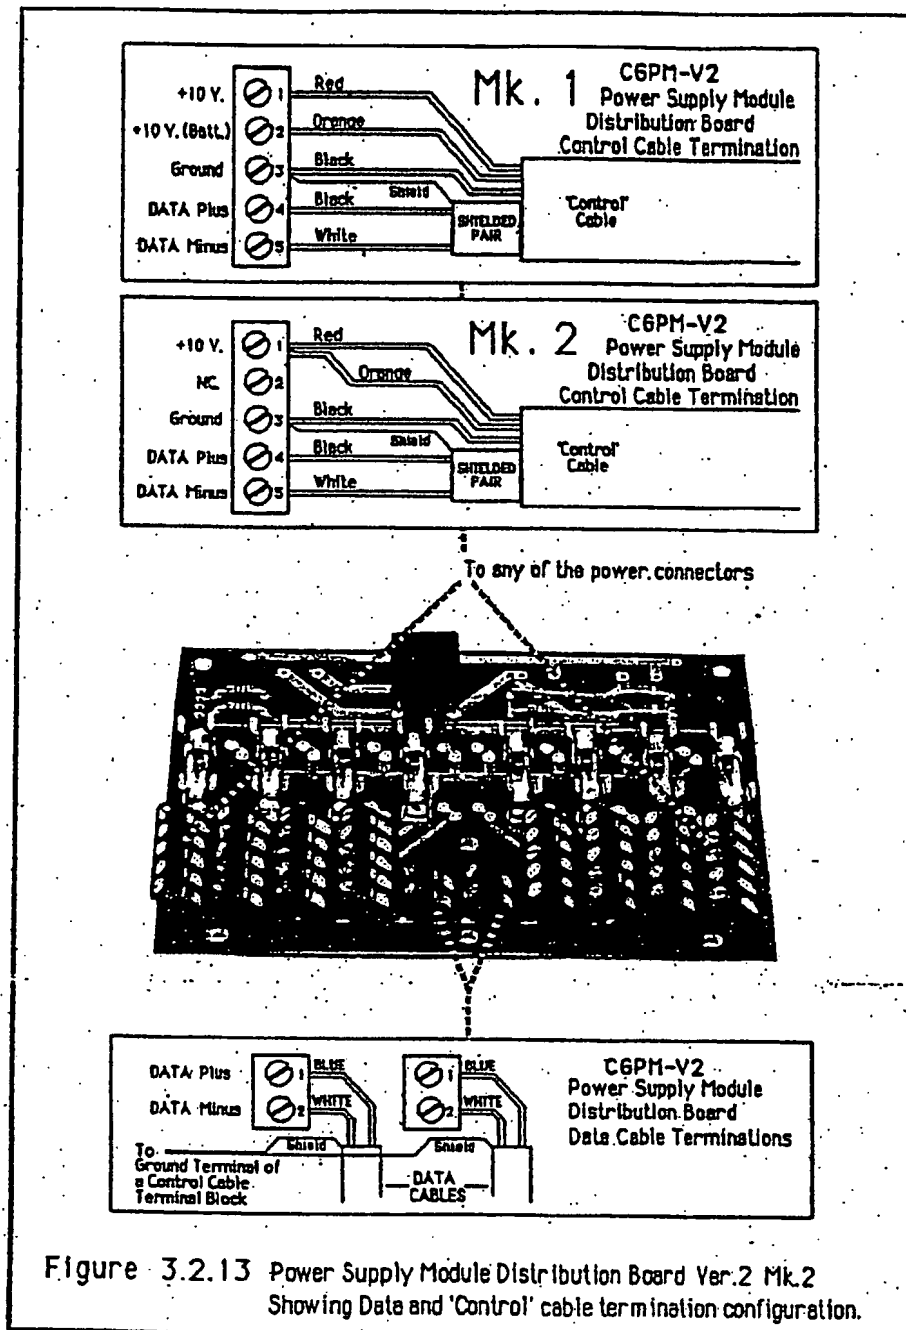 Mk. 1
C6PM-V2
Power Supply Module
Distribution Board
Control Cable Termination
+10 V.
1
Red
+10 V.(Batt.)
2
Orange
Ground
3
Black
Shield
DATA Plus
4
Black
DATA Minus
5
White
SHIELDED
PAIR
'Control'
Cable
Mk. 2
C6PM-V2
Power Supply Module
Distribution Board
Control Cable Termination
+10 V.
1
Red
NC.
2
Orange
Ground
3
Black
Shield
DATA Plus
4
Black
DATA Minus
5
White
SHIELDED
PAIR
'Control'
Cable
To any of the power connectors
DATA Plus
1
BLUE
1
BLUE
DATA Minus
2
WHITE
2
WHITE
Shield
Shield
To
Ground Terminal of
a Control Cable
Terminal Block
DATA
CABLES
C6PM-V2
Power Supply Module
Distribution Board
Data Cable Terminations
Figure 3.2.13 Power Supply Module Distribution Board Ver.2 Mk.2
Showing Data and 'Control' cable termination configuration.